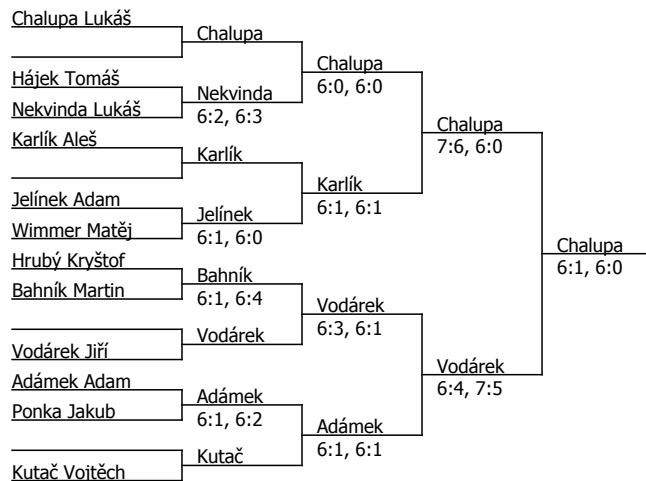 Chalupa Lukáš
Chalupa
Chalupa
6:0, 6:0
Hájek Tomáš
Nekvinda
Nekvinda Lukáš
6:2, 6:3
Chalupa
7:6, 6:0
Karlík Aleš
Karlík
Karlík
6:1, 6:1
Jelínek Adam
Jelínek
Wimmer Matěj
6:1, 6:0
Chalupa
6:1, 6:0
Hrubý Kryštof
Bahník
Bahník Martin
6:1, 6:4
Vodárek
6:3, 6:1
Vodárek
Vodárek Jiří
Vodárek
6:4, 7:5
Adámek Adam
Adámek
Ponka Jakub
6:1, 6:2
Adámek
6:1, 6:1
Kutač
Kutač Vojtěch